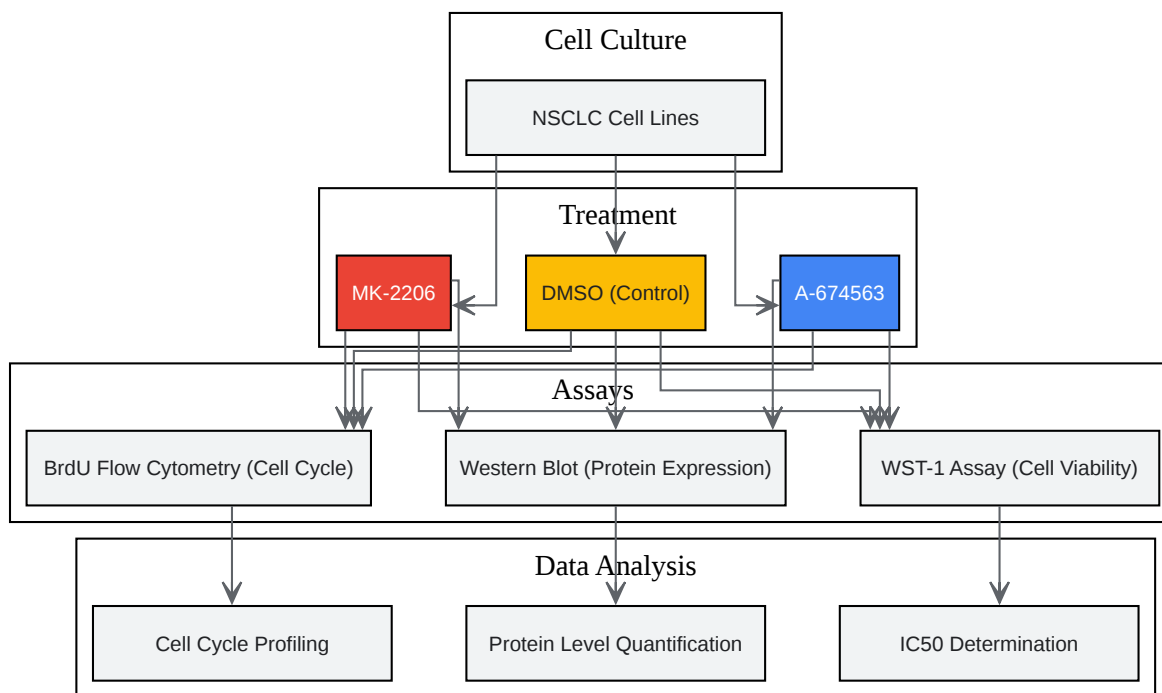 Cell Culture
NSCLC Cell Lines
Treatment
MK-2206
DMSO (Control)
A-674563
Assays
BrdU Flow Cytometry (Cell Cycle)
Western Blot (Protein Expression)
WST-1 Assay (Cell Viability)
Data Analysis
Cell Cycle Profiling
Protein Level Quantification
IC50 Determination